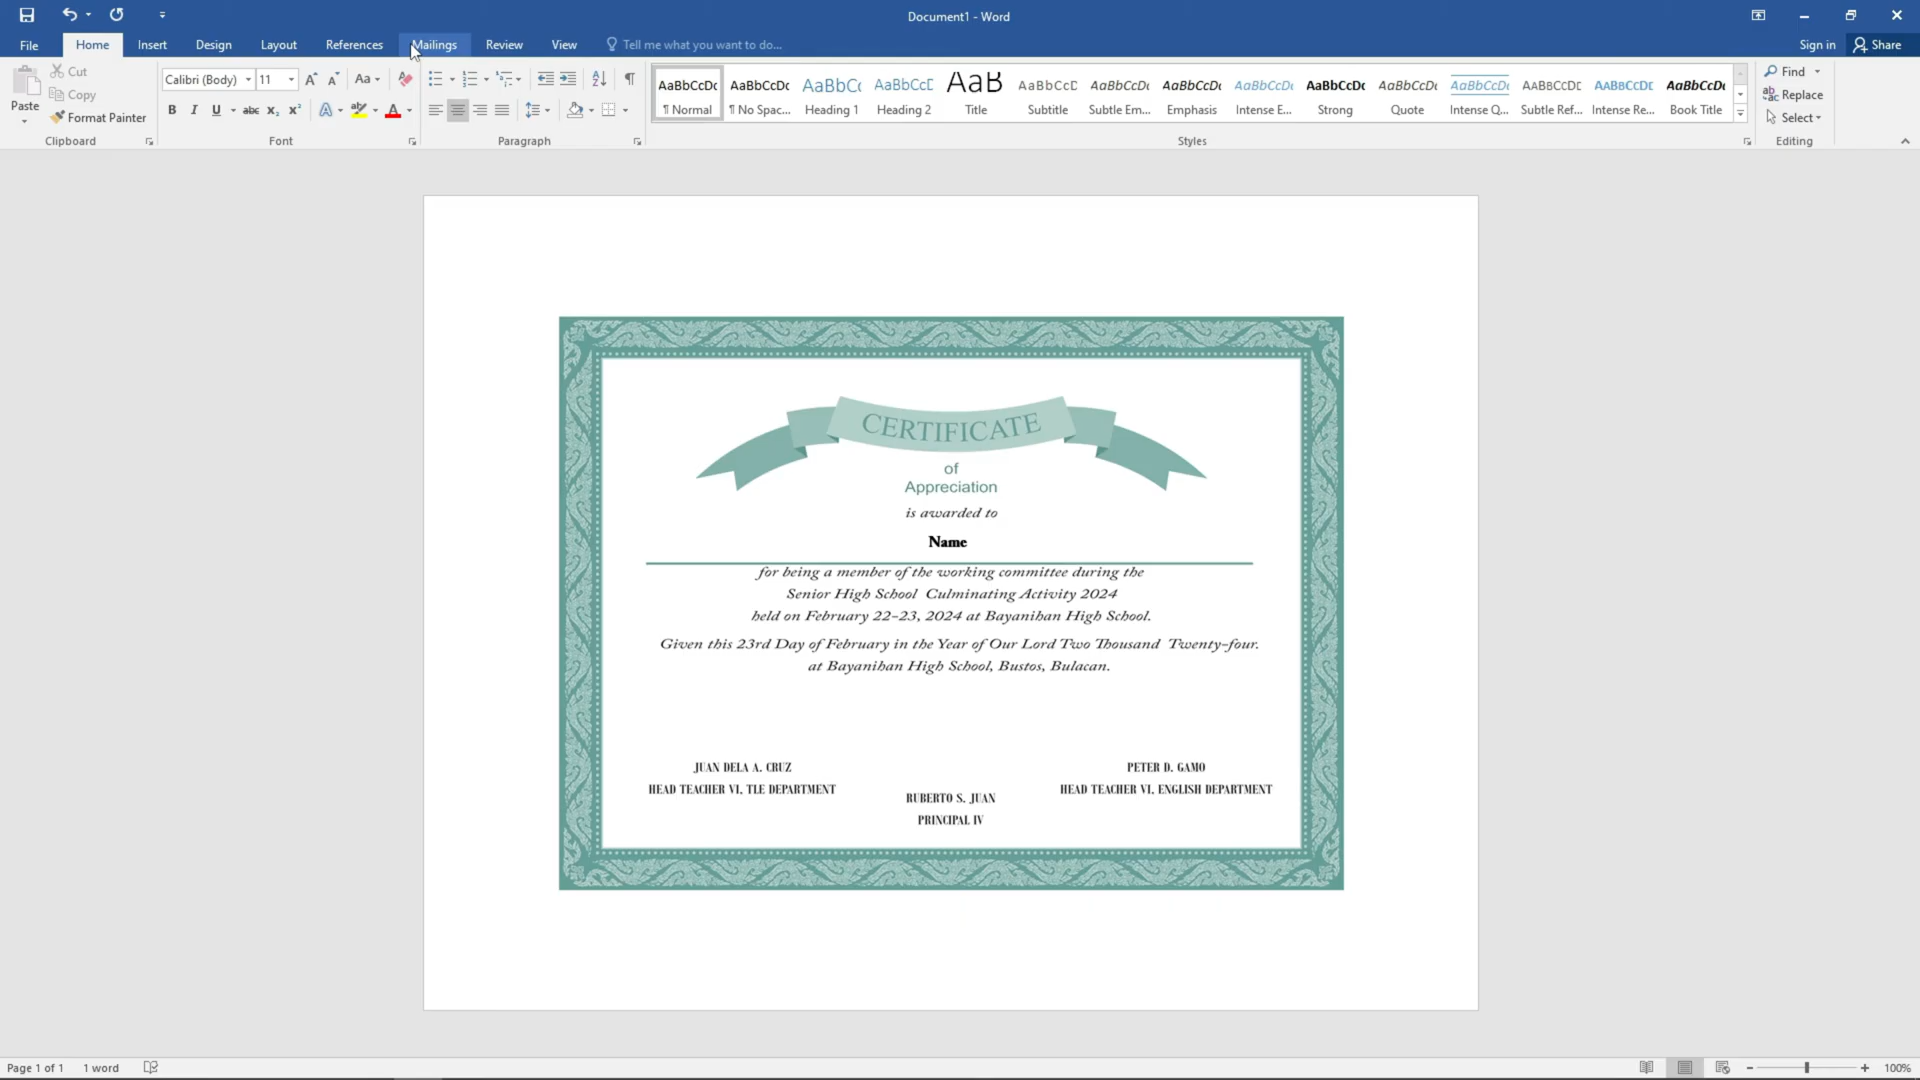 Document1 - Word
File Home Insert Design Layout References Mailings Review View Tell me what you want to do... Sign in Share
Paste Cut Copy Format Painter
Clipboard
Calibri (Body) 11
Font
Paragraph
AaBbCcDc ¶ Normal
AaBbCcDc ¶ No Spac...
AaBbCc Heading 1
AaBbCcD Heading 2
AaB Title
AaBbCcD Subtitle
AaBbCcDc Subtle Em...
AaBbCcDc Emphasis
AaBbCcDc Intense E...
AaBbCcDc Strong
AaBbCcDc Quote
AaBbCcDc Intense Q...
AaBbCcDc Subtle Ref...
AaBbCcDc Intense Re...
AaBbCcDc Book Title
Styles
Find
Replace
Select
Editing
CERTIFICATE
of
Appreciation
is awarded to
Name
for being a member of the working committee during the
Senior High School Culminating Activity 2024
held on February 22-23, 2024 at Bayanihan High School.
Given this 23rd Day of February in the Year of Our Lord Two Thousand Twenty-four.
at Bayanihan High School, Bustos, Bulacan.
JUAN DELA A. CRUZ
HEAD TEACHER VI, TLE DEPARTMENT
RUBERTO S. JUAN
PRINCIPAL IV
PETER D. GAMO
HEAD TEACHER VI, ENGLISH DEPARTMENT
Page 1 of 1 1 word 100%